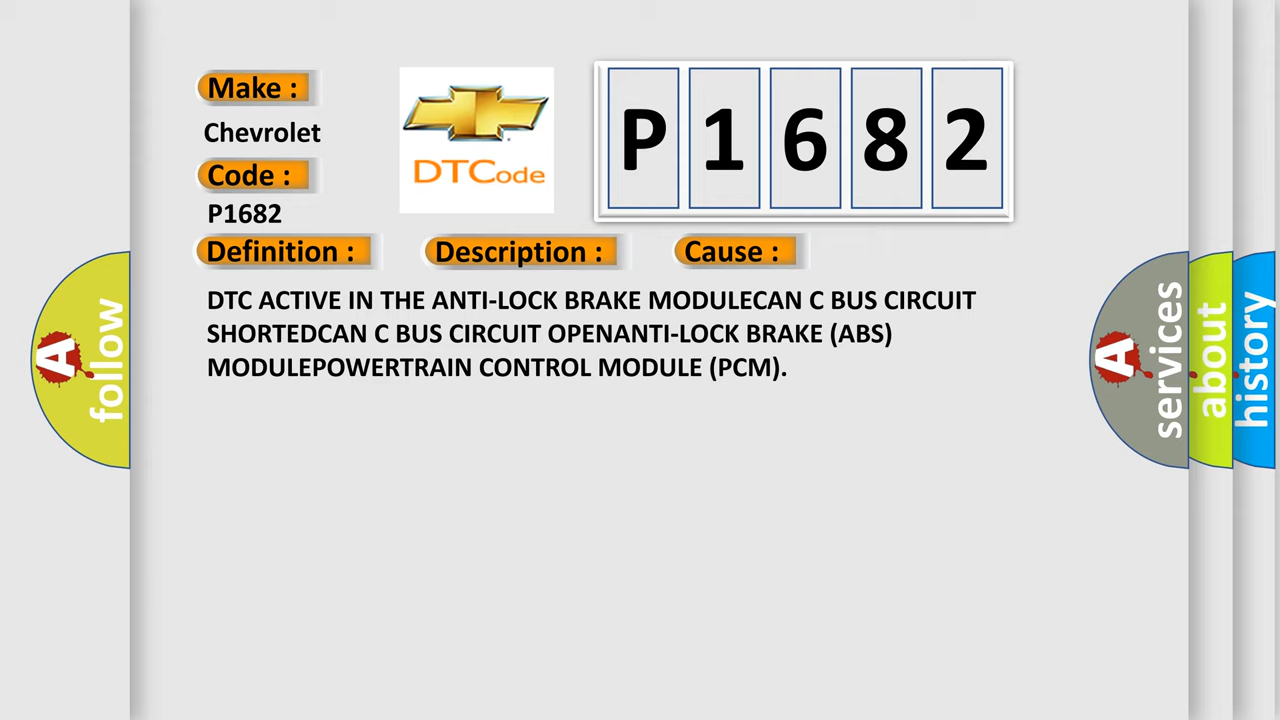 Make :
Chevrolet
Code :
P1682
DTCode
P 1 6 8 2
Definition :
Description :
Cause :
DTC ACTIVE IN THE ANTI-LOCK BRAKE MODULECAN C BUS CIRCUIT
SHORTEDCAN C BUS CIRCUIT OPENANTI-LOCK BRAKE (ABS)
MODULEPOWERTRAIN CONTROL MODULE (PCM).
A
follow
A
services
about
history